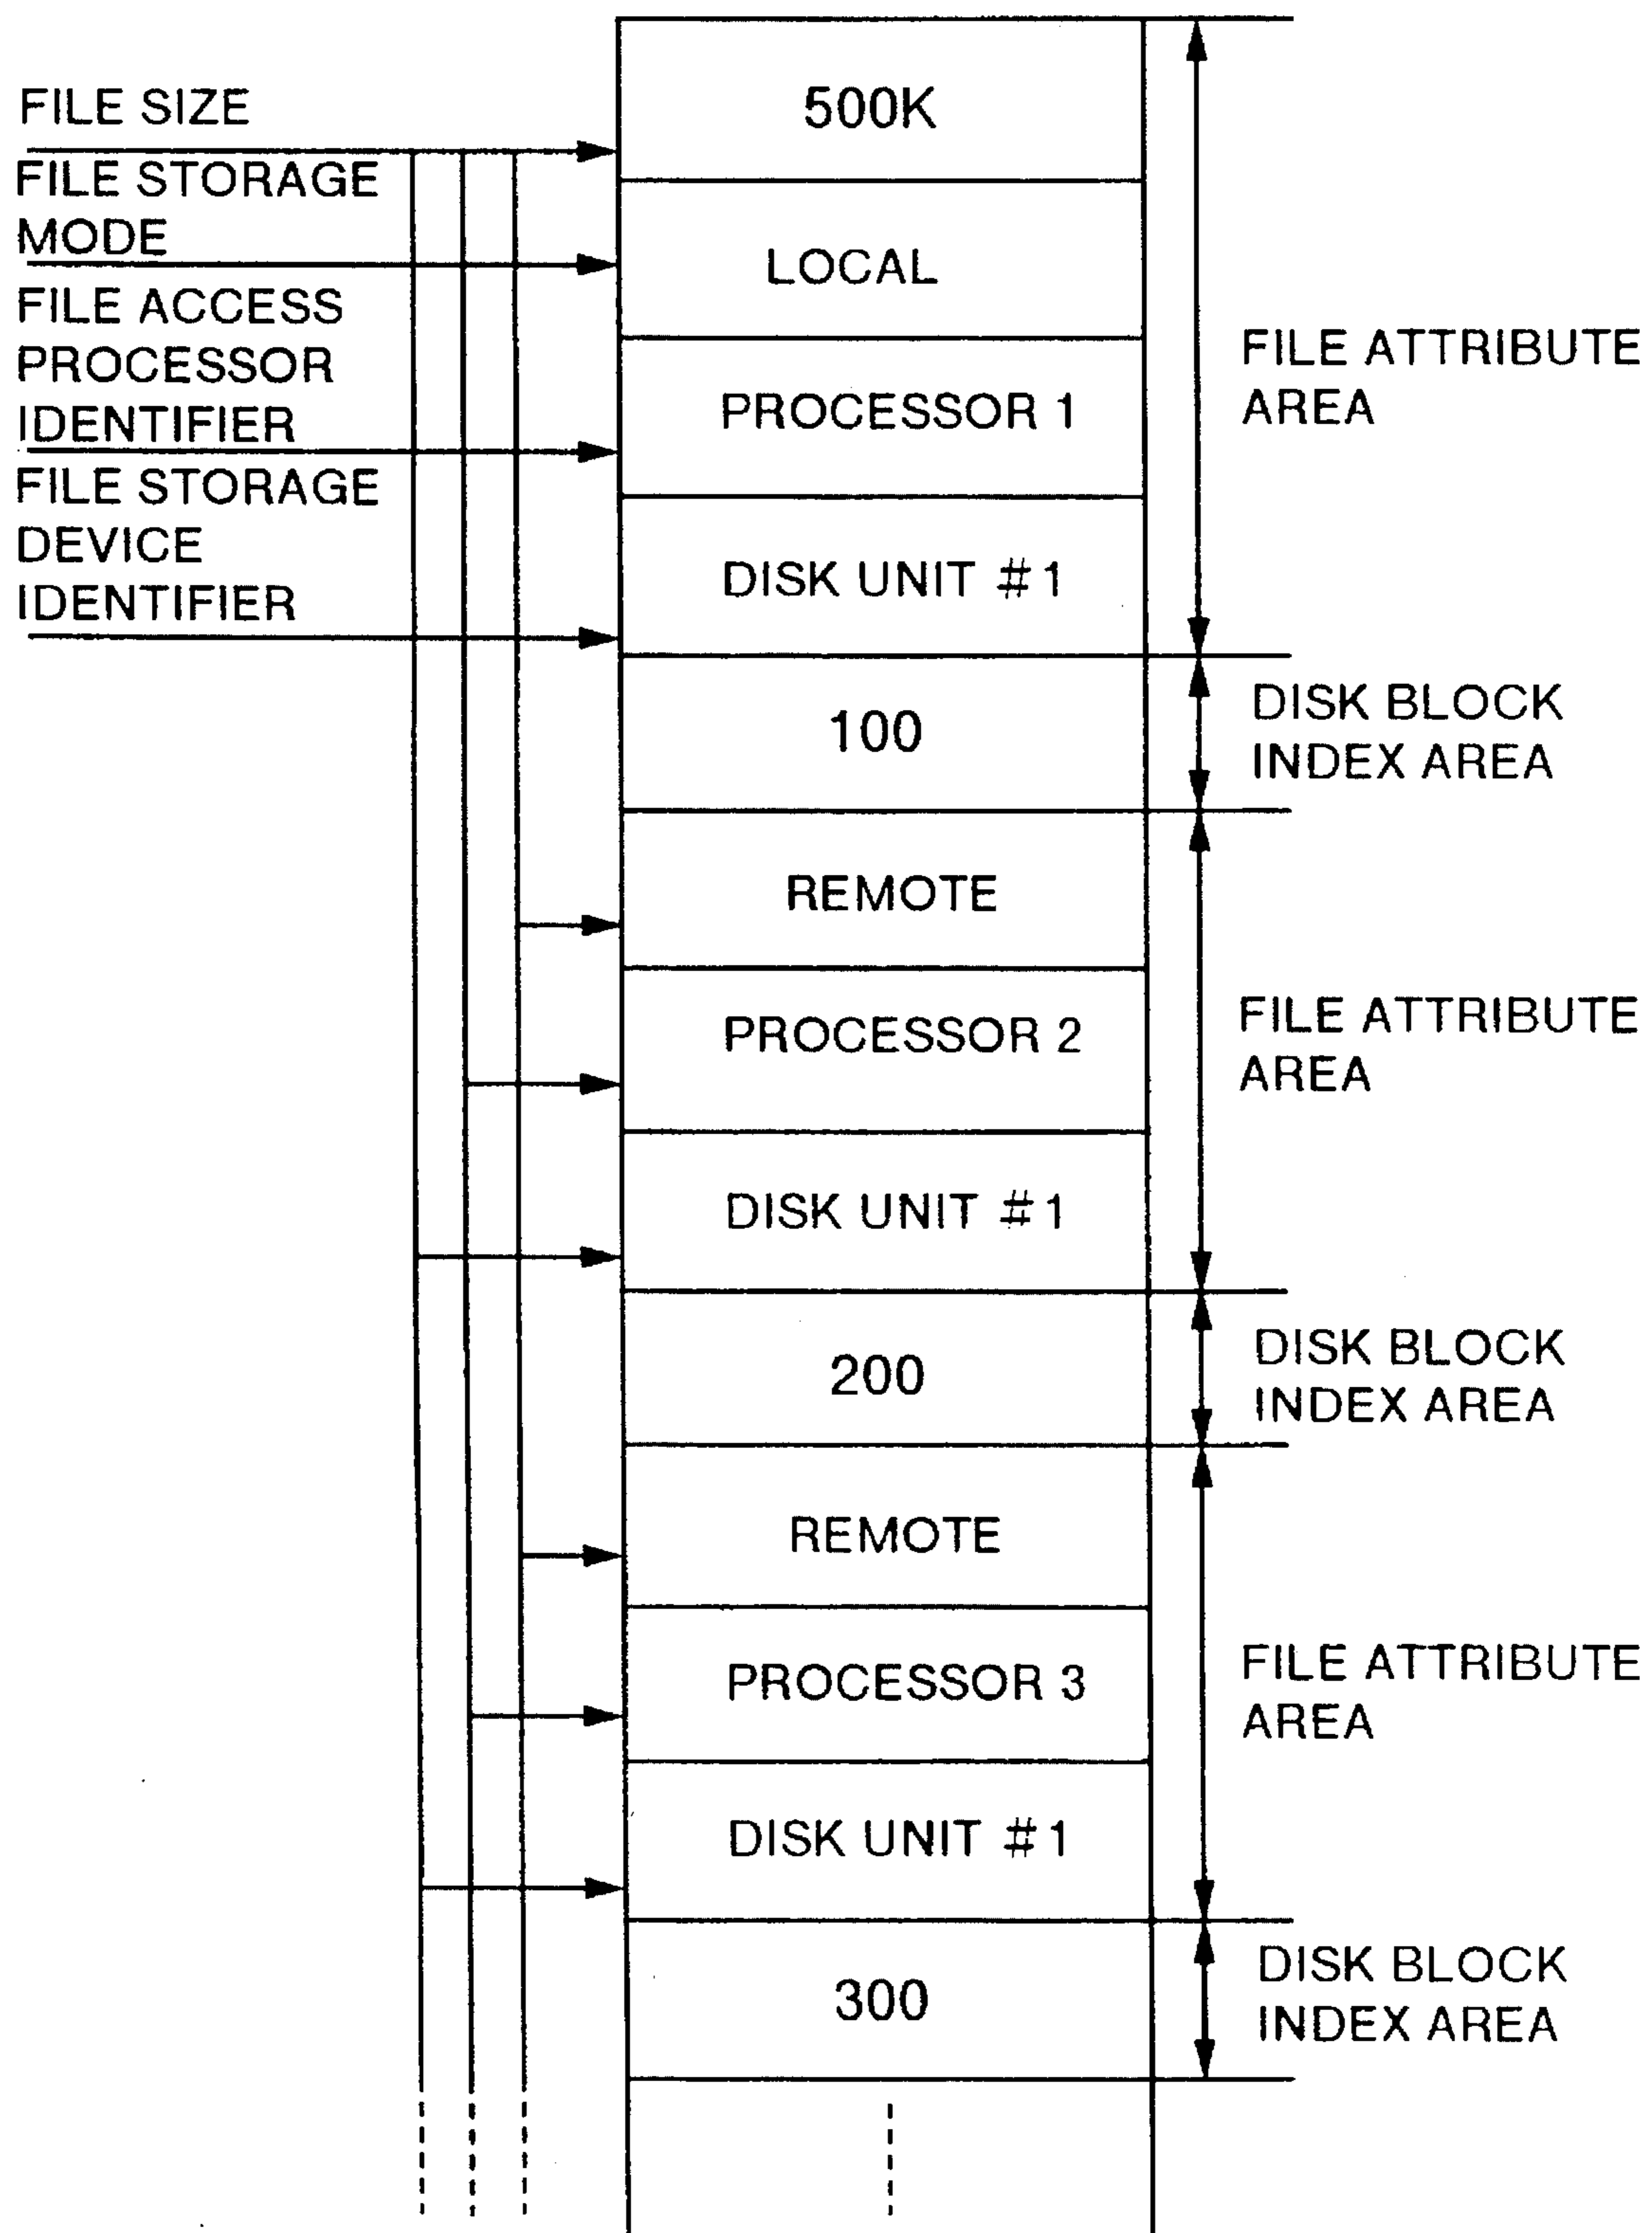 FILE SIZE
FILE STORAGE
MODE
FILE ACCESS
PROCESSOR
IDENTIFIER
FILE STORAGE
DEVICE
IDENTIFIER
500K
LOCAL
PROCESSOR 1
DISK UNIT #1
100
REMOTE
PROCESSOR 2
DISK UNIT #1
200
REMOTE
PROCESSOR 3
DISK UNIT #1
300
FILE ATTRIBUTE
AREA
DISK BLOCK
INDEX AREA
FILE ATTRIBUTE
AREA
DISK BLOCK
INDEX AREA
FILE ATTRIBUTE
AREA
DISK BLOCK
INDEX AREA